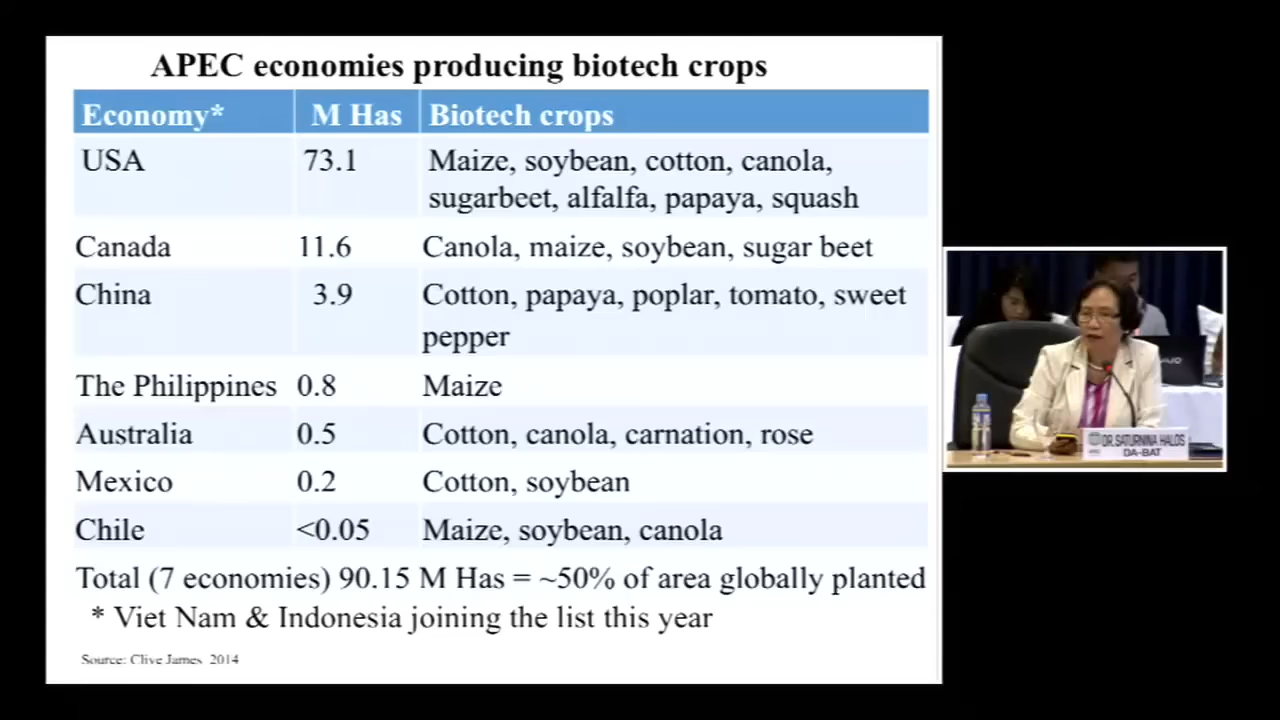 APEC economies producing biotech crops
Economy* M Has Biotech crops
USA 73.1 Maize, soybean, cotton, canola,
sugarbeet, alfalfa, papaya, squash
Canada 11.6 Canola, maize, soybean, sugar beet
China 3.9 Cotton, papaya, poplar, tomato, sweet
pepper
The Philippines 0.8 Maize
Australia 0.5 Cotton, canola, carnation, rose
Mexico 0.2 Cotton, soybean
Chile <0.05 Maize, soybean, canola
Total (7 economies) 90.15 M Has = ~50% of area globally planted
* Viet Nam & Indonesia joining the list this year
Source: Clive James, 2014
DR. SATURNINA HALOS
DA-BAT